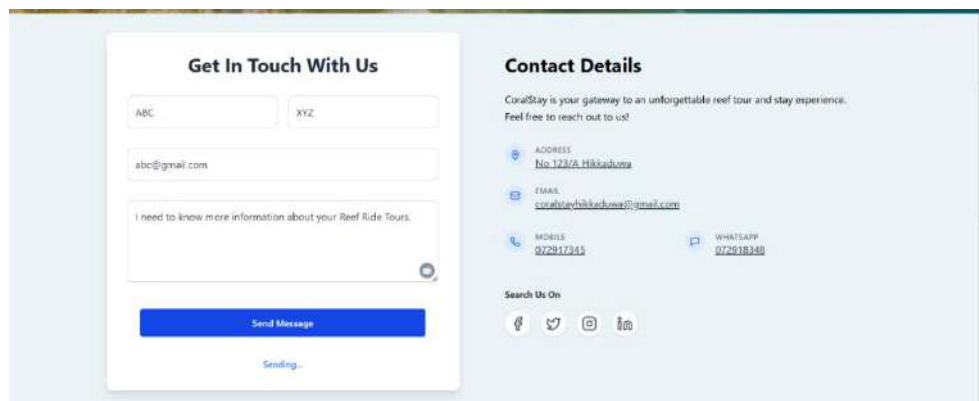 Get In Touch With Us
ABC
XYZ
abc@gmail.com
I need to know more information about your Reef Ride Tours.
Send Message
Sending...
Contact Details
CoralStay is your gateway to an unforgettable reef tour and stay experience.
Feel free to reach out to us!
ADDRESS
No 123/A Hikkaduwa
EMAIL
coralstayhikkaduwa@gmail.com
MOBILE
072917345
WHATSAPP
072918348
Search Us On